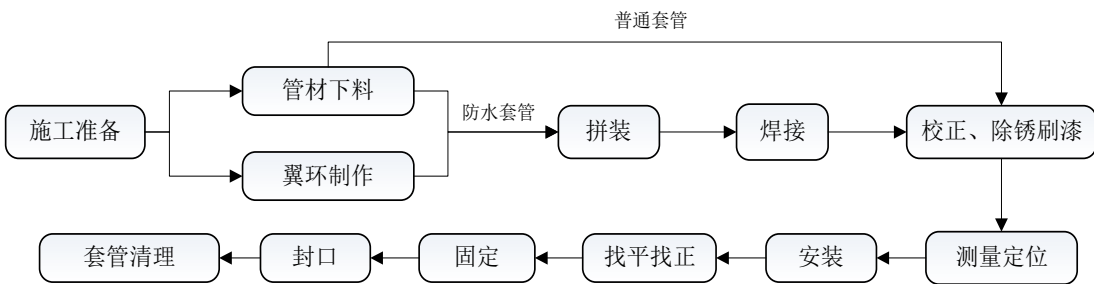 普通套管
管材下料
防水套管
施工准备
拼装
焊接
校正、除锈刷漆
翼环制作
套管清理
封口
固定
找平找正
安装
测量定位